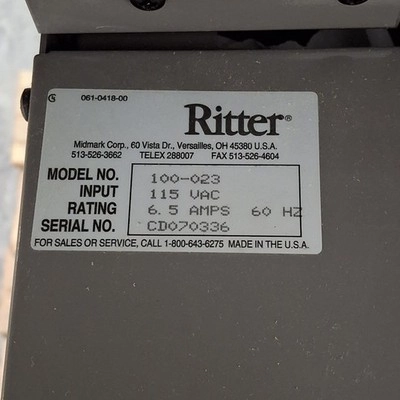 061-0418-00
Ritter®
Midmark Corp., 60 Vista Dr., Versailles, OH 45380 U.S.A.
513-526-3662 TELEX 288007 FAX 513-526-4604
MODEL NO. 100-023
INPUT 115 VAC
RATING 6.5 AMPS 60 HZ
SERIAL NO. CD070336
FOR SALES OR SERVICE, CALL 1-800-643-6275 MADE IN THE U.S.A.